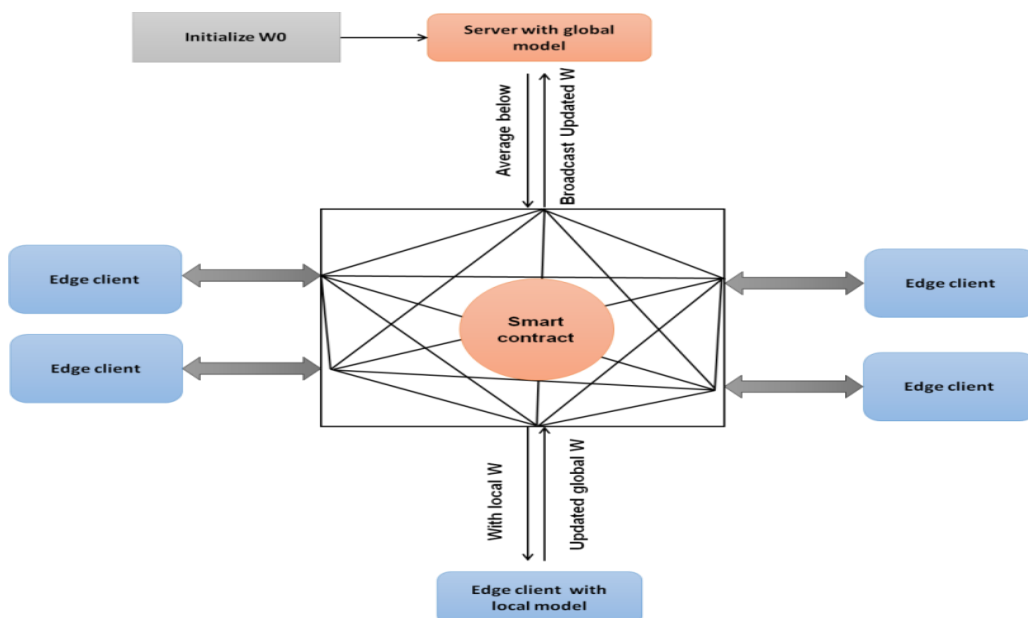 Initialize W0
Server with global
model
Average below
Broadcast Updated W
Edge client
Edge client
Smart
contract
Edge client
Edge client
With local W
Updated global W
Edge client with
local model